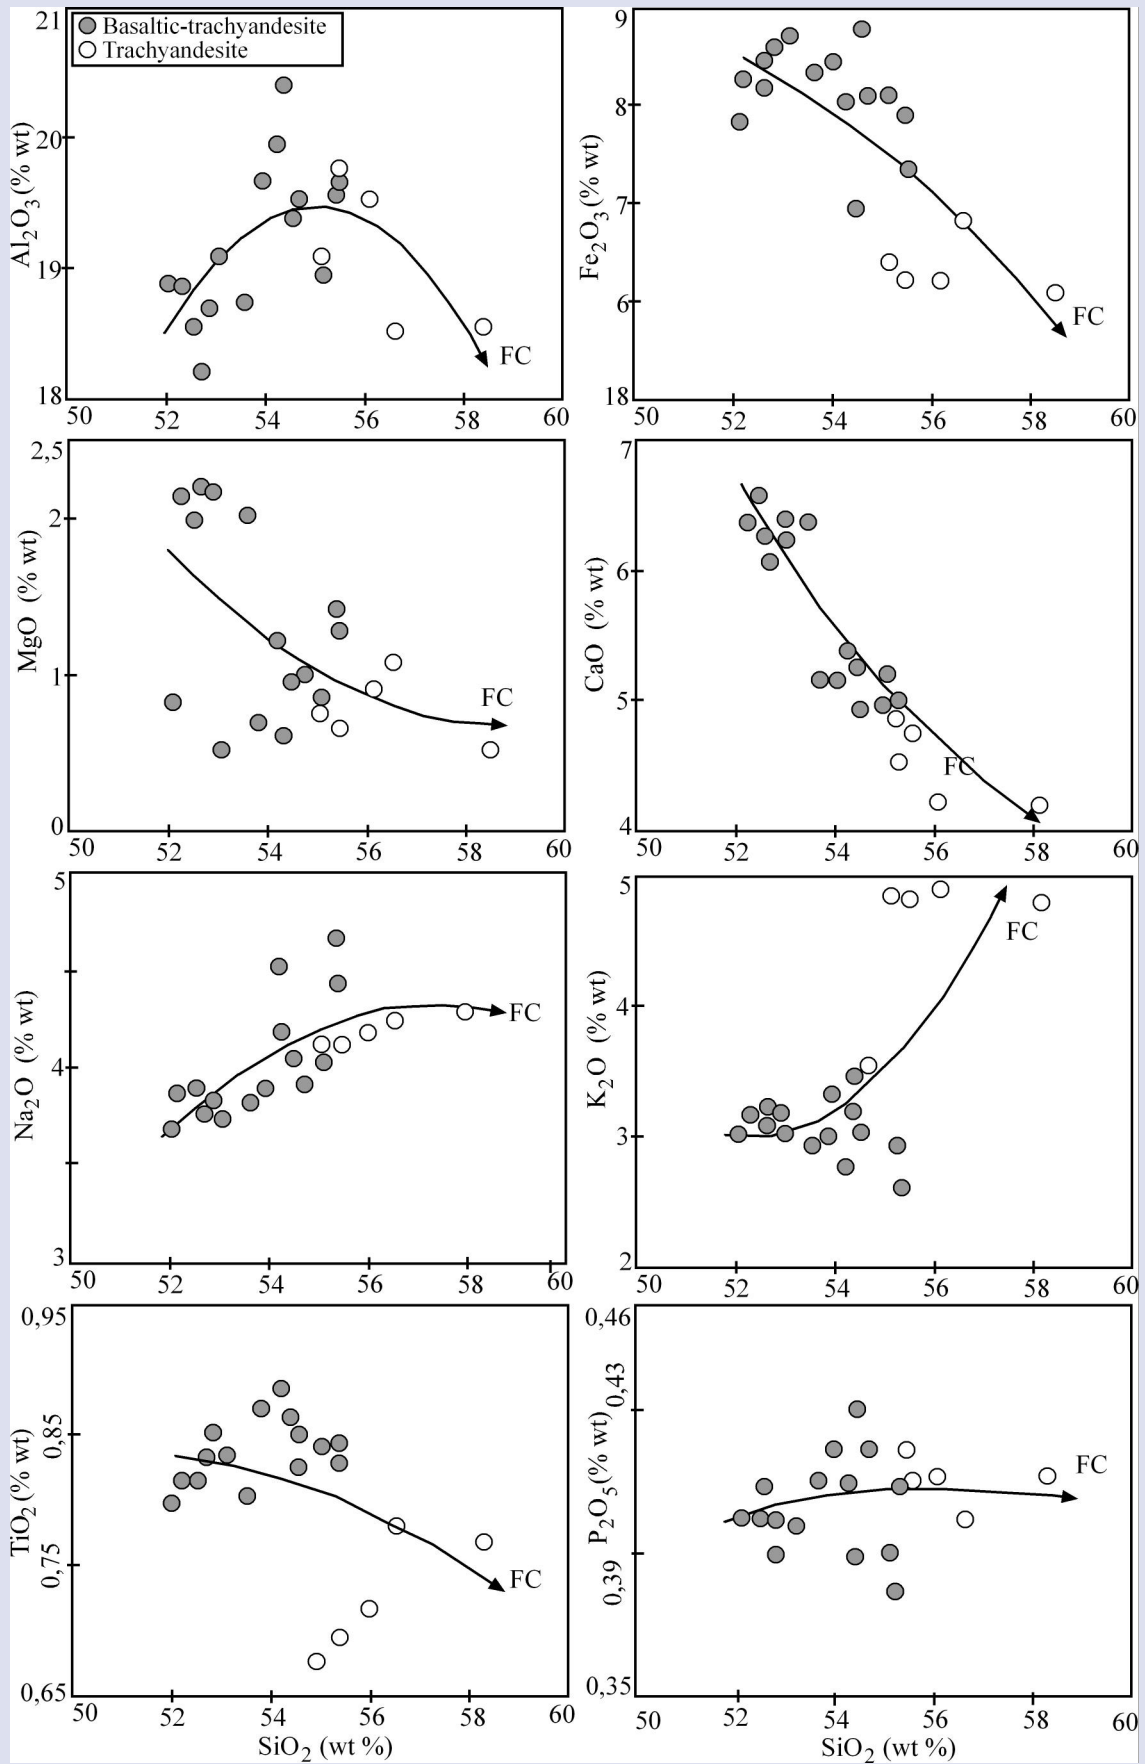 21
Basaltic-trachyandesite
Trachyandesite
20
19
18
Al2O3 (% wt)
FC
50 52 54 56 58 60
9
8
7
6
18
Fe2O3 (% wt)
FC
50 52 54 56 58 60
2,5
2
1
0
MgO (% wt)
FC
50 52 54 56 58 60
7
6
5
4
CaO (% wt)
FC
50 52 54 56 58 60
5
4
3
Na2O (% wt)
FC
50 52 54 56 58 60
5
4
3
2
K2O (% wt)
FC
50 52 54 56 58 60
0,95
0,85
0,75
0,65
TiO2 (% wt)
FC
50 52 54 56 58 60
SiO2 (wt %)
0,46
0,43
0,39
0,35
P2O5 (% wt)
FC
50 52 54 56 58 60
SiO2 (wt %)